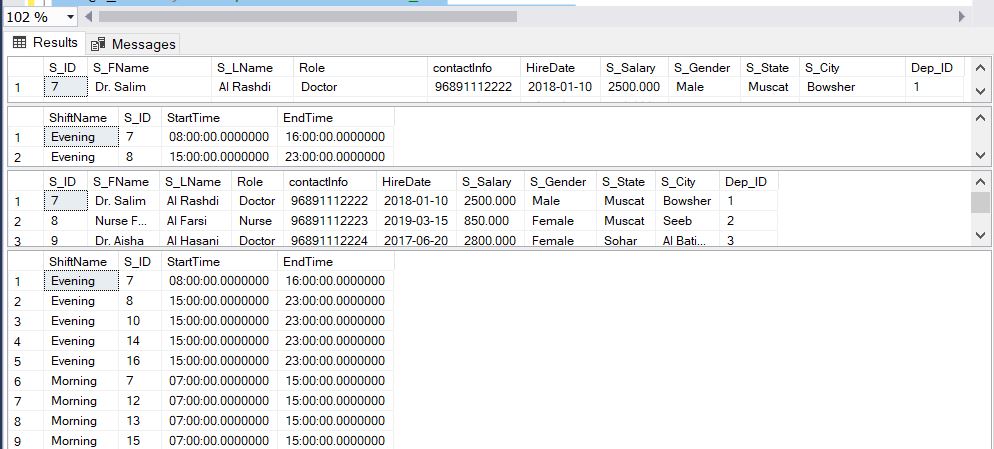 102 %
Results Messages
S_ID S_FName S_LName Role contactInfo HireDate S_Salary S_Gender S_State S_City Dep_ID
1 7 Dr. Salim Al Rashdi Doctor 96891112222 2018-01-10 2500.000 Male Muscat Bowsher 1
ShiftName S_ID StartTime EndTime
1 Evening 7 08:00:00.0000000 16:00:00.0000000
2 Evening 8 15:00:00.0000000 23:00:00.0000000
S_ID S_FName S_LName Role contactInfo HireDate S_Salary S_Gender S_State S_City Dep_ID
1 7 Dr. Salim Al Rashdi Doctor 96891112222 2018-01-10 2500.000 Male Muscat Bowsher 1
2 8 Nurse F... Al Farsi Nurse 96891112223 2019-03-15 850.000 Female Muscat Seeb 2
3 9 Dr. Aisha Al Hasani Doctor 96891112224 2017-06-20 2800.000 Female Sohar Al Bati... 3
ShiftName S_ID StartTime EndTime
1 Evening 7 08:00:00.0000000 16:00:00.0000000
2 Evening 8 15:00:00.0000000 23:00:00.0000000
3 Evening 10 15:00:00.0000000 23:00:00.0000000
4 Evening 14 15:00:00.0000000 23:00:00.0000000
5 Evening 16 15:00:00.0000000 23:00:00.0000000
6 Morning 7 07:00:00.0000000 15:00:00.0000000
7 Morning 12 07:00:00.0000000 15:00:00.0000000
8 Morning 13 07:00:00.0000000 15:00:00.0000000
9 Morning 15 07:00:00.0000000 15:00:00.0000000